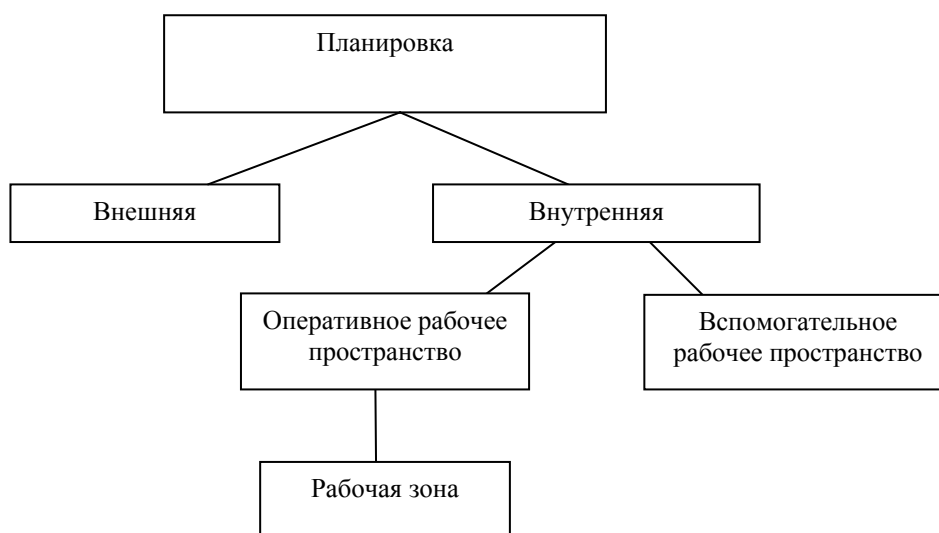 Планировка
Внешняя
Внутренняя
Оперативное рабочее
пространство
Вспомогательное
рабочее пространство
Рабочая зона